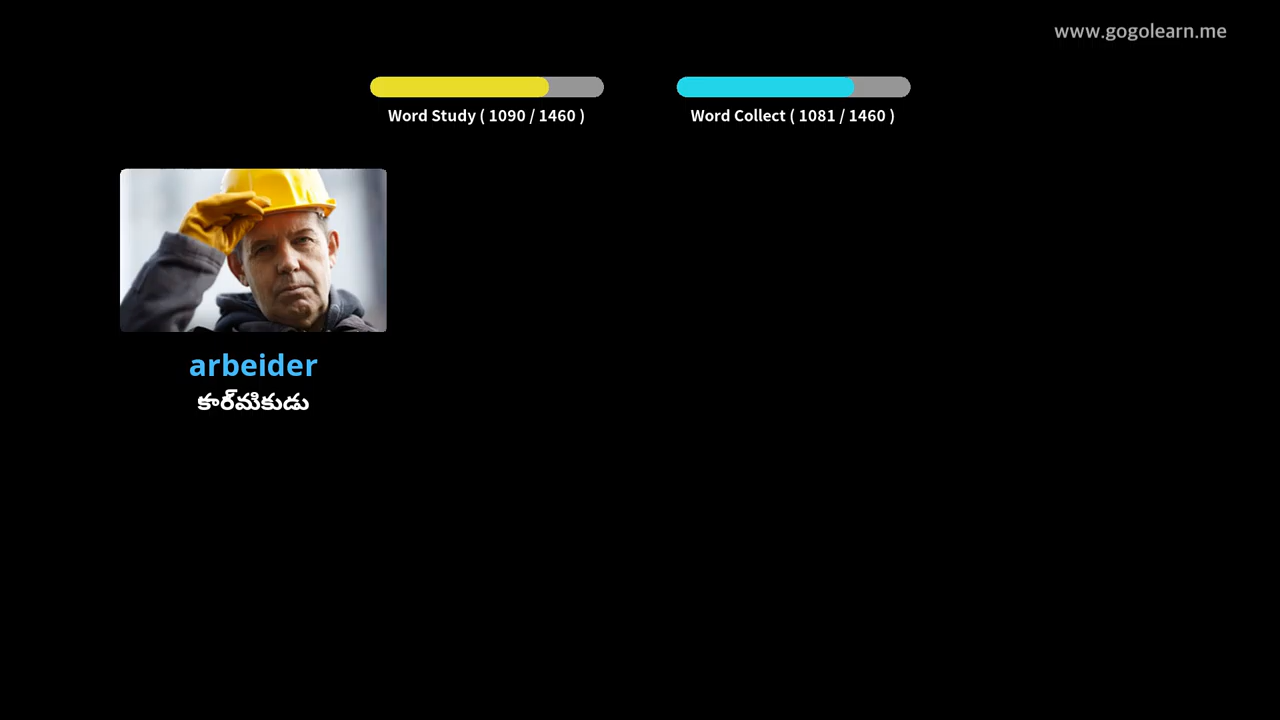 www.gogolearn.me
Word Study ( 1090 / 1460 )
Word Collect ( 1081 / 1460 )
arbeider
కార్మికుడు